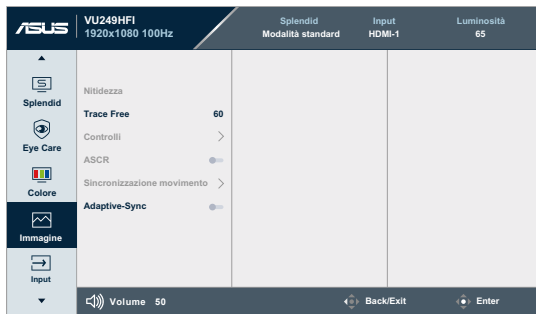 ASUS
VU249HFI
1920x1080 100Hz
Splendid
Modalità standard
Input
HDMI-1
Luminosità
65
Splendid
Eye Care
Colore
Immagine
Input
Nitidezza
Trace Free 60
Controlli
ASCR
Sincronizzazione movimento
Adaptive-Sync
Volume 50
Back/Exit
Enter